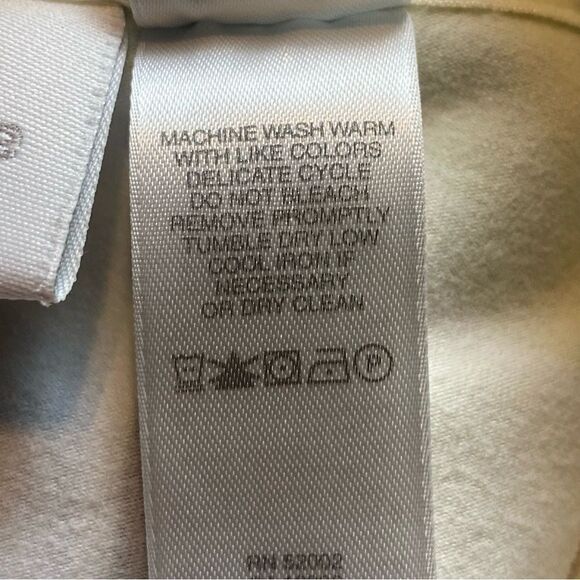 MACHINE WASH WARM
WITH LIKE COLORS
DELICATE CYCLE
DO NOT BLEACH
REMOVE PROMPTLY
TUMBLE DRY LOW
COOL IRON IF
NECESSARY
OR DRY CLEAN
P
RN 52002